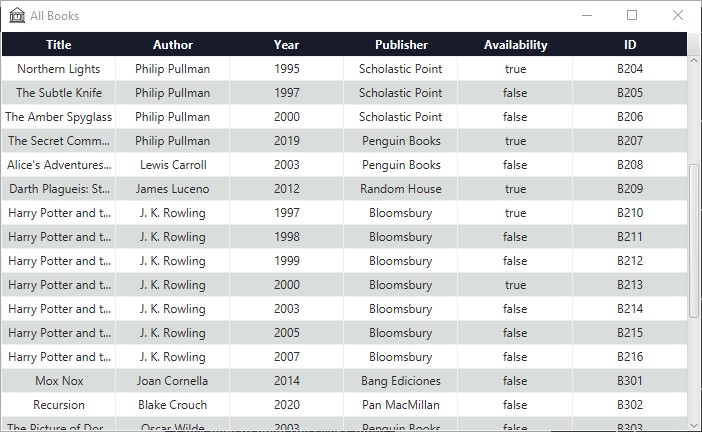 All Books
Title Author Year Publisher Availability ID
Northern Lights Philip Pullman 1995 Scholastic Point true B204
The Subtle Knife Philip Pullman 1997 Scholastic Point false B205
The Amber Spyglass Philip Pullman 2000 Scholastic Point false B206
The Secret Comm... Philip Pullman 2019 Penguin Books true B207
Alice's Adventures... Lewis Carroll 2003 Penguin Books false B208
Darth Plagueis: St... James Luceno 2012 Random House false B209
Harry Potter and t... J. K. Rowling 1997 Bloomsbury true B210
Harry Potter and t... J. K. Rowling 1998 Bloomsbury false B211
Harry Potter and t... J. K. Rowling 1999 Bloomsbury false B212
Harry Potter and t... J. K. Rowling 2000 Bloomsbury true B213
Harry Potter and t... J. K. Rowling 2003 Bloomsbury false B214
Harry Potter and t... J. K. Rowling 2005 Bloomsbury false B215
Harry Potter and t... J. K. Rowling 2007 Bloomsbury false B216
Mox Nox Joan Cornella 2014 Bang Ediciones false B301
Recursion Blake Crouch 2020 Pan MacMillan false B302
The Picture of Dor... Oscar Wilde 2003 Penguin Books false B303